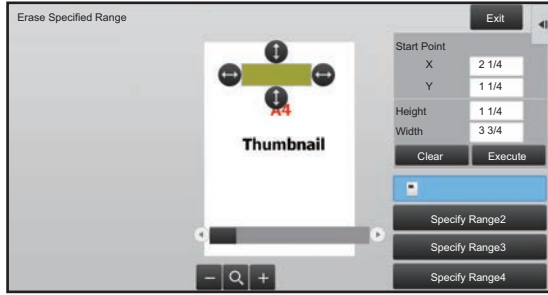 Erase Specified Range
Exit
Start Point
X 2 1/4
Y 1 1/4
Height 1 1/4
Width 3 3/4
Clear Execute
A4
Thumbnail
Specify Range2
Specify Range3
Specify Range4